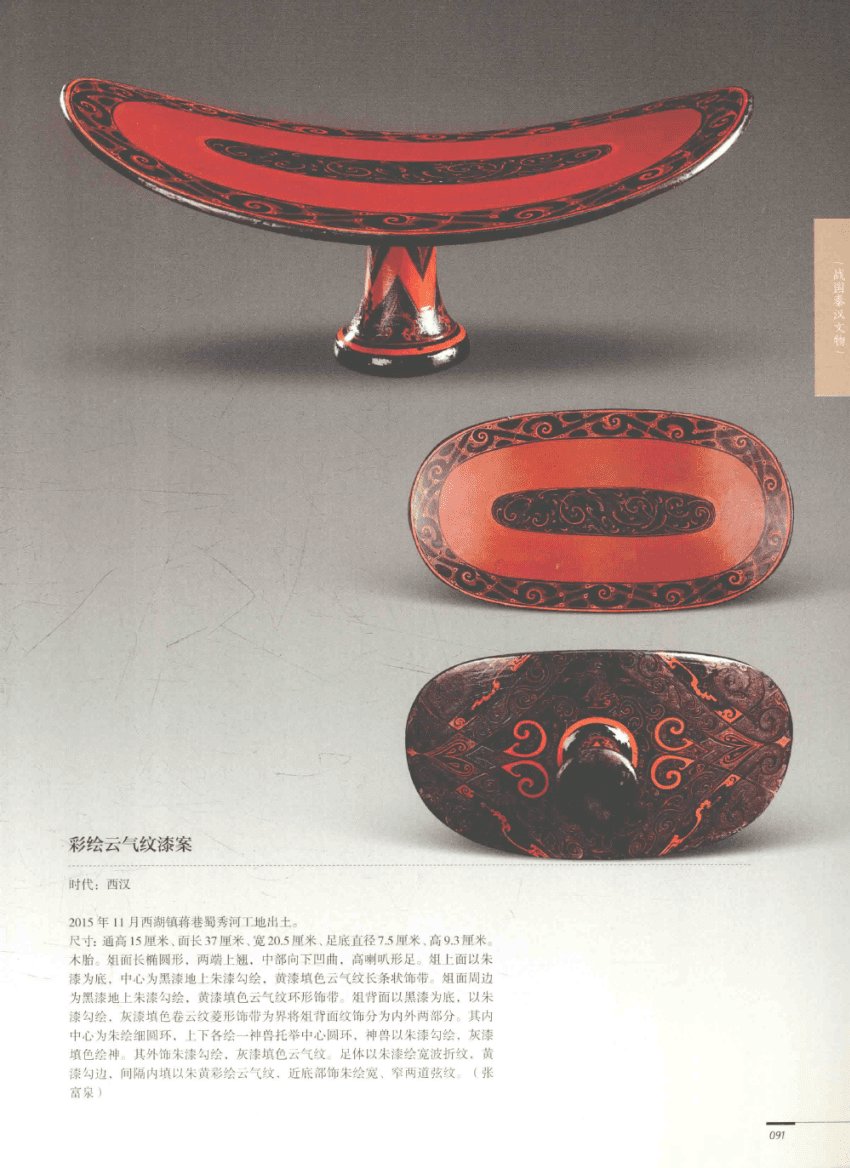 战国秦汉文物
彩绘云气纹漆案
时代：西汉
2015 年 11 月西湖镇蒋巷蜀秀河工地出土。
尺寸：通高 15 厘米、面长 37 厘米、宽 20.5 厘米、足底直径 7.5 厘米、高 9.3 厘米。
木胎。俎面长椭圆形，两端上翘，中部向下凹曲，高喇叭形足。俎上面以朱
漆为底，中心为黑漆地上朱漆勾绘，黄漆填色云气纹长条状饰带。俎面周边
为黑漆地上朱漆勾绘，黄漆填色云气纹环形饰带。俎背面以黑漆为底，以朱
漆勾绘，灰漆填色卷云纹菱形饰带为界将俎背面纹饰分为内外两部分。其内
中心为朱绘细圆环，上下各绘一神兽托举中心圆环，神兽以朱漆勾绘，灰漆
填色绘神。其外饰朱漆勾绘，灰漆填色云气纹。足体以朱漆绘宽波折纹，黄
漆勾边，间隔内填以朱黄彩绘云气纹，近底部饰朱绘宽、窄两道弦纹。（张
富泉）
091